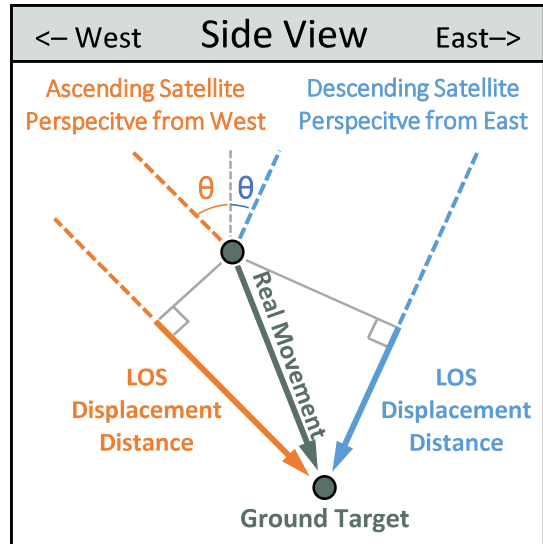 <– West Side View East–>
Ascending Satellite
Perspecitve from West
Descending Satellite
Perspecitve from East
θ θ
Real Movement
LOS
Displacement
Distance
LOS
Displacement
Distance
Ground Target